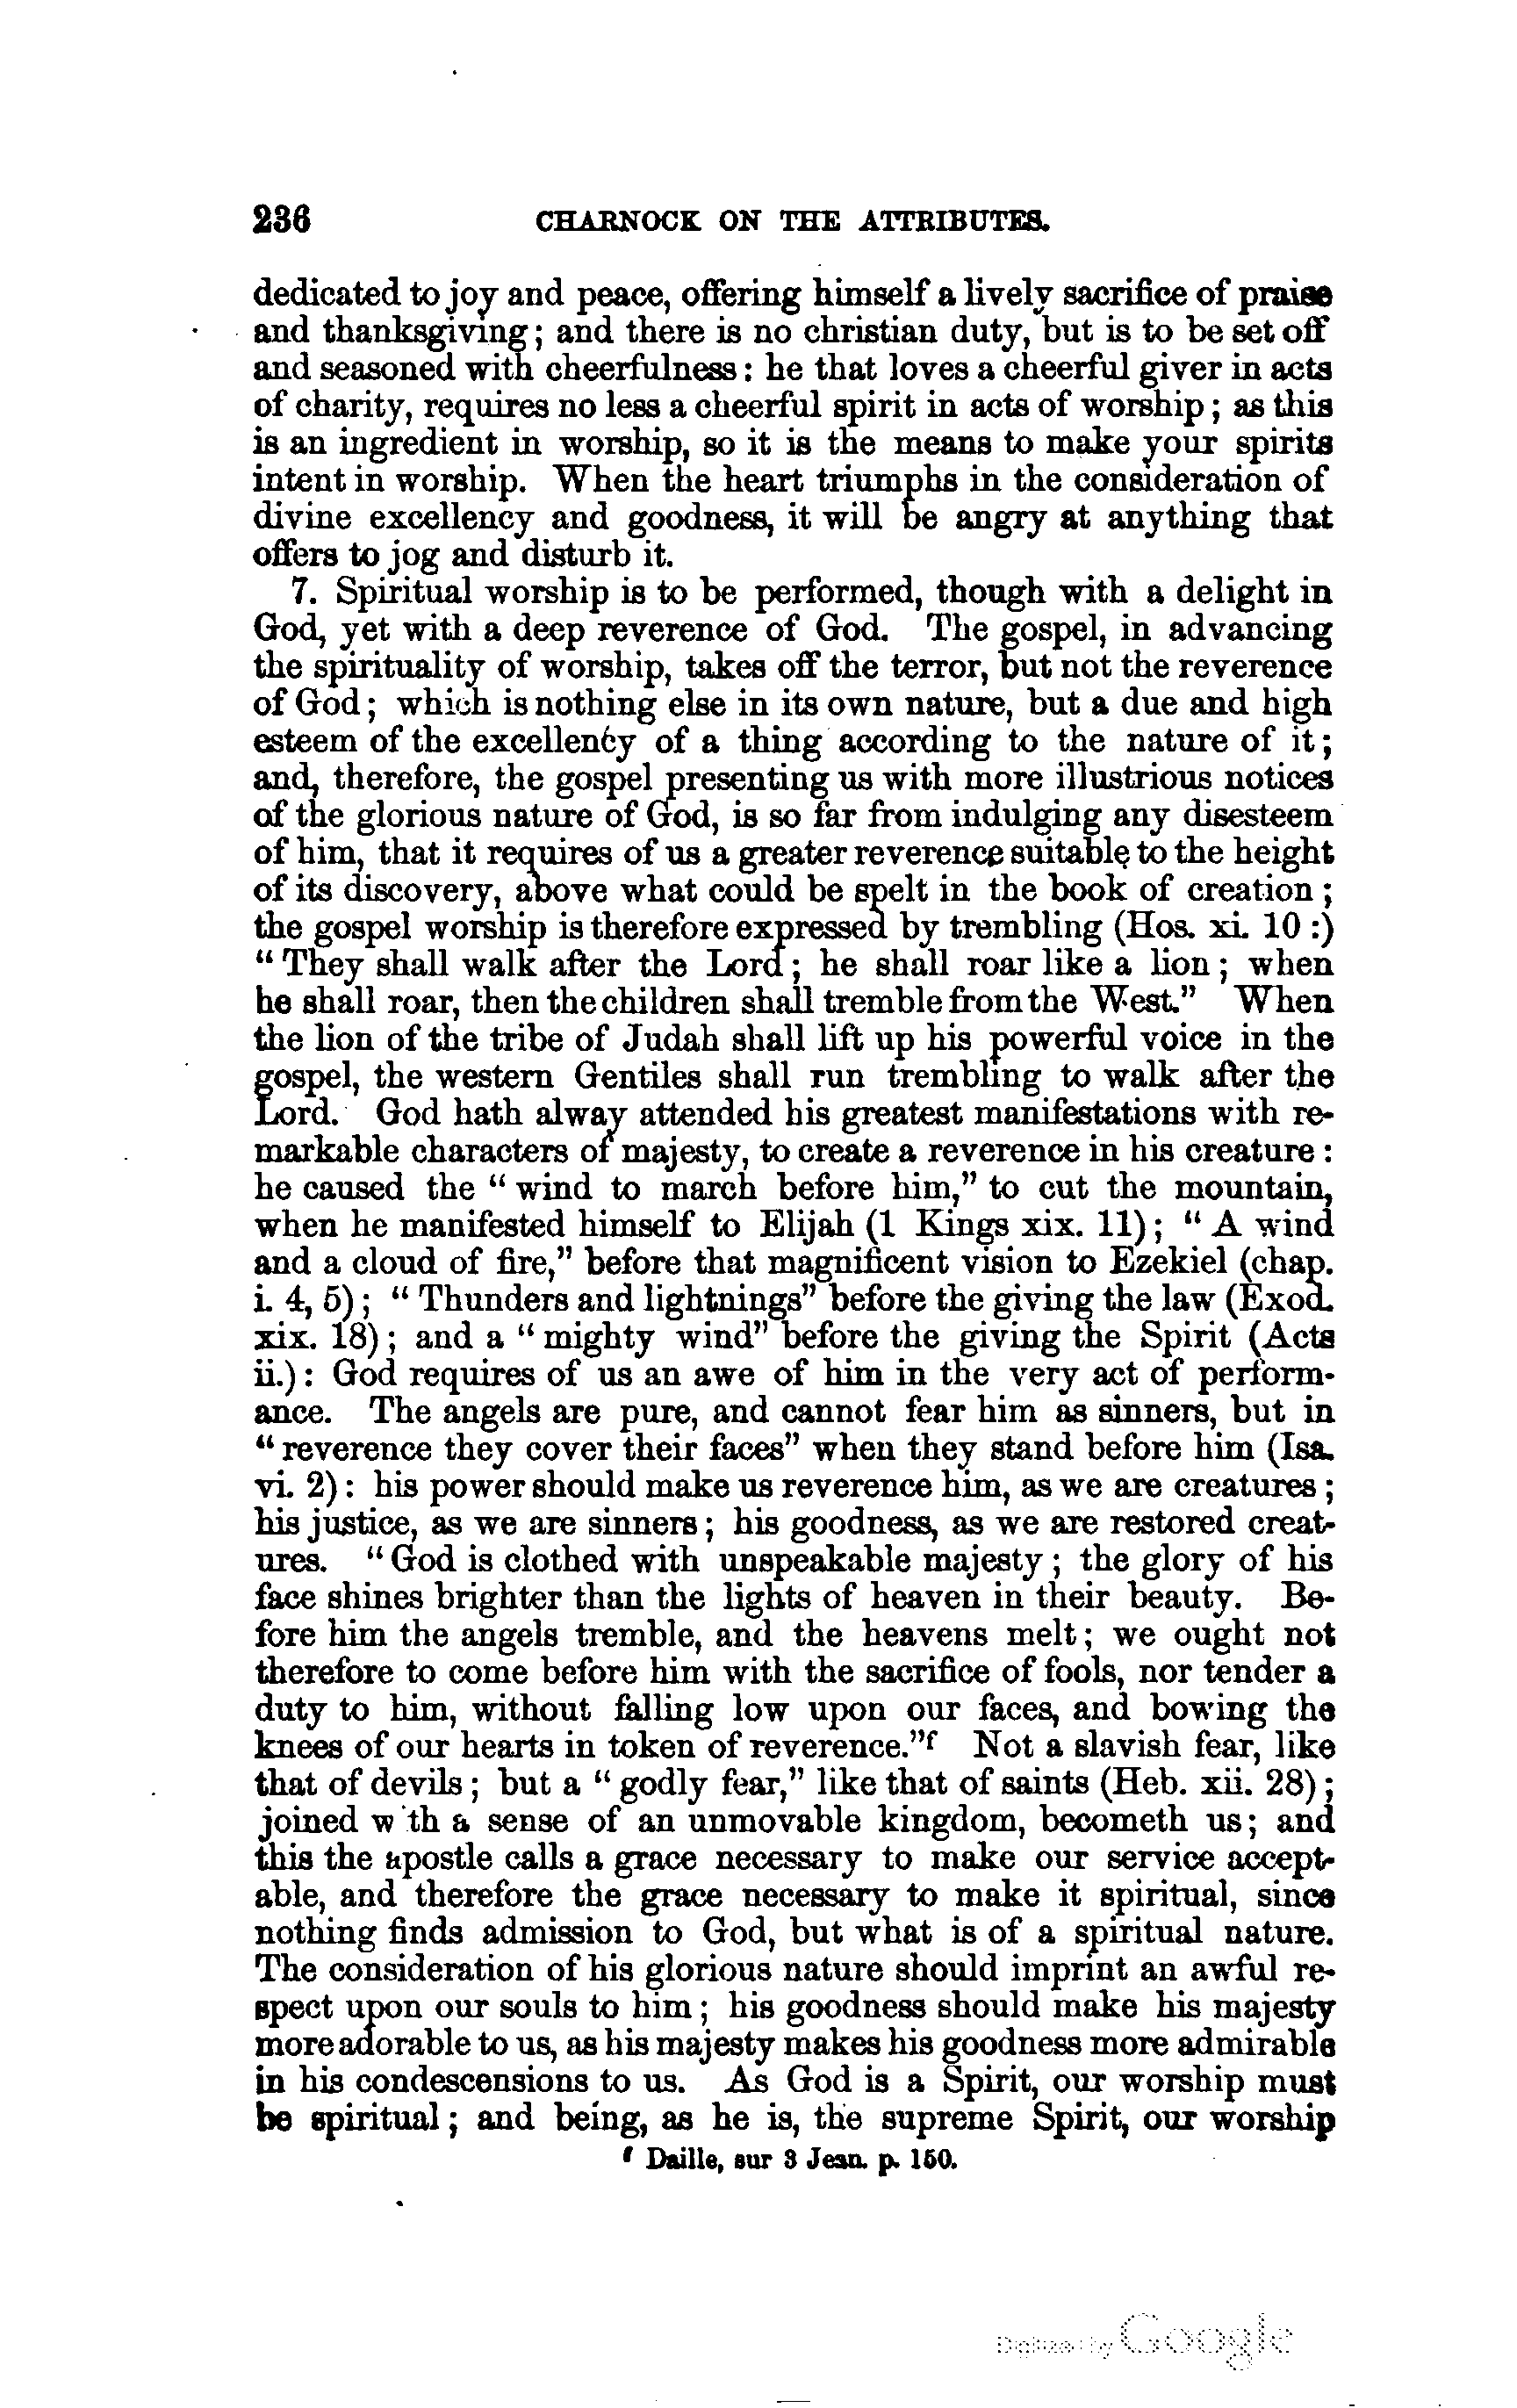 236 CHARNOCK ON THE ATTRIBUTES.
dedicated to joy and peace, offering himself a lively sacrifice of praise
and thanksgiving; and there is no christian duty, but is to be set off
and seasoned with cheerfulness: he that loves a cheerful giver in acts
of charity, requires no less a cheerful spirit in acts of worship; as this
is an ingredient in worship, so it is the means to make your spirits
intent in worship. When the heart triumphs in the consideration of
divine excellency and goodness, it will be angry at anything that
offers to jog and disturb it.
7. Spiritual worship is to be performed, though with a delight in
God, yet with a deep reverence of God. The gospel, in advancing
the spirituality of worship, takes off the terror, but not the reverence
of God; which is nothing else in its own nature, but a due and high
esteem of the excellency of a thing according to the nature of it;
and, therefore, the gospel presenting us with more illustrious notices
of the glorious nature of God, is so far from indulging any disesteem
of him, that it requires of us a greater reverence suitable to the height
of its discovery, above what could be spelt in the book of creation;
the gospel worship is therefore expressed by trembling (Hos. xi. 10:)
“They shall walk after the Lord; he shall roar like a lion; when
he shall roar, then the children shall tremble from the West.” When
the lion of the tribe of Judah shall lift up his powerful voice in the
gospel, the western Gentiles shall run trembling to walk after the
Lord. God hath alway attended his greatest manifestations with re-
markable characters of majesty, to create a reverence in his creature:
he caused the “wind to march before him,” to cut the mountain,
when he manifested himself to Elijah (1 Kings xix. 11); “A wind
and a cloud of fire,” before that magnificent vision to Ezekiel (chap.
i. 4, 5); “Thunders and lightnings” before the giving the law (Exod.
xix. 18); and a “mighty wind” before the giving the Spirit (Acts
ii.): God requires of us an awe of him in the very act of perform-
ance. The angels are pure, and cannot fear him as sinners, but in
“reverence they cover their faces” when they stand before him (Isa.
vi. 2): his power should make us reverence him, as we are creatures;
his justice, as we are sinners; his goodness, as we are restored creat-
ures. “God is clothed with unspeakable majesty; the glory of his
face shines brighter than the lights of heaven in their beauty. Be-
fore him the angels tremble, and the heavens melt; we ought not
therefore to come before him with the sacrifice of fools, nor tender a
duty to him, without falling low upon our faces, and bowing the
knees of our hearts in token of reverence.”f Not a slavish fear, like
that of devils; but a “godly fear,” like that of saints (Heb. xii. 28);
joined w th a sense of an unmovable kingdom, becometh us; and
this the apostle calls a grace necessary to make our service accept-
able, and therefore the grace necessary to make it spiritual, since
nothing finds admission to God, but what is of a spiritual nature.
The consideration of his glorious nature should imprint an awful re-
spect upon our souls to him; his goodness should make his majesty
more adorable to us, as his majesty makes his goodness more admirable
in his condescensions to us. As God is a Spirit, our worship must
be spiritual; and being, as he is, the supreme Spirit, our worship
f Daille, sur 3 Jean. p. 150.
Digitized by Google